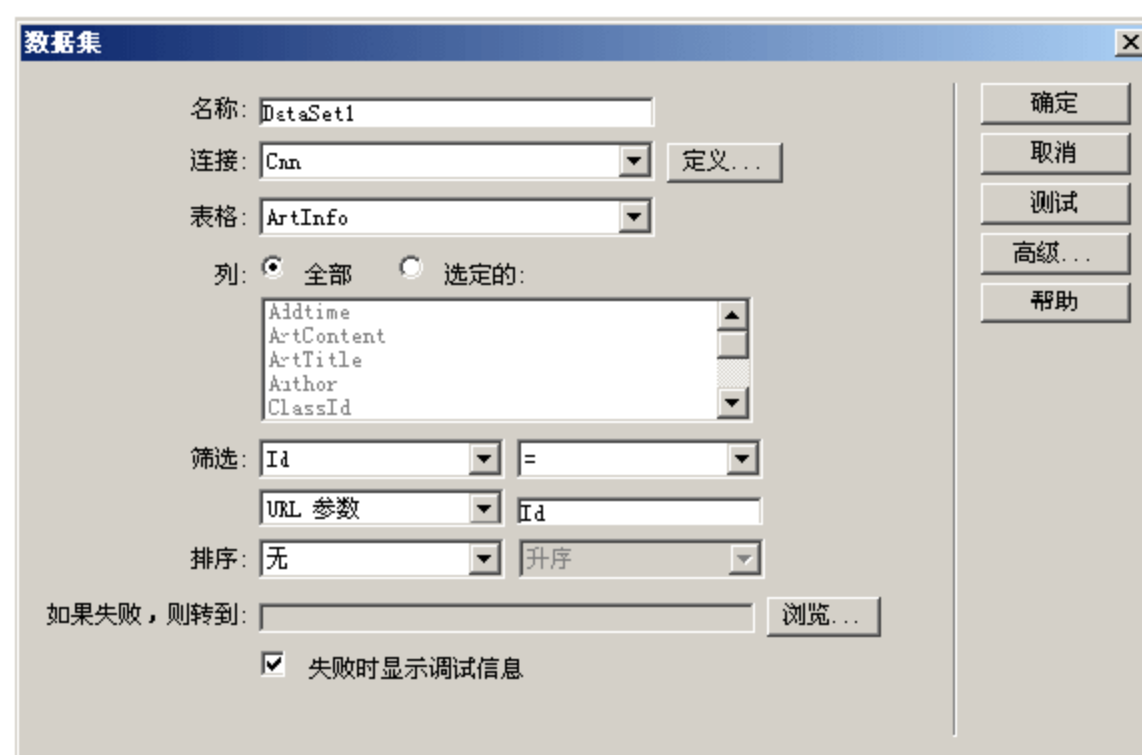 数据集
名称: DataSet1
连接: Cnn 定义...
表格: ArtInfo
列: 全部 选定的:
Addtime
ArtContent
ArtTitle
Author
ClassId
筛选: Id =
URL 参数 Id
排序: 无 升序
如果失败，则转到: 浏览...
失败时显示调试信息
确定
取消
测试
高级...
帮助